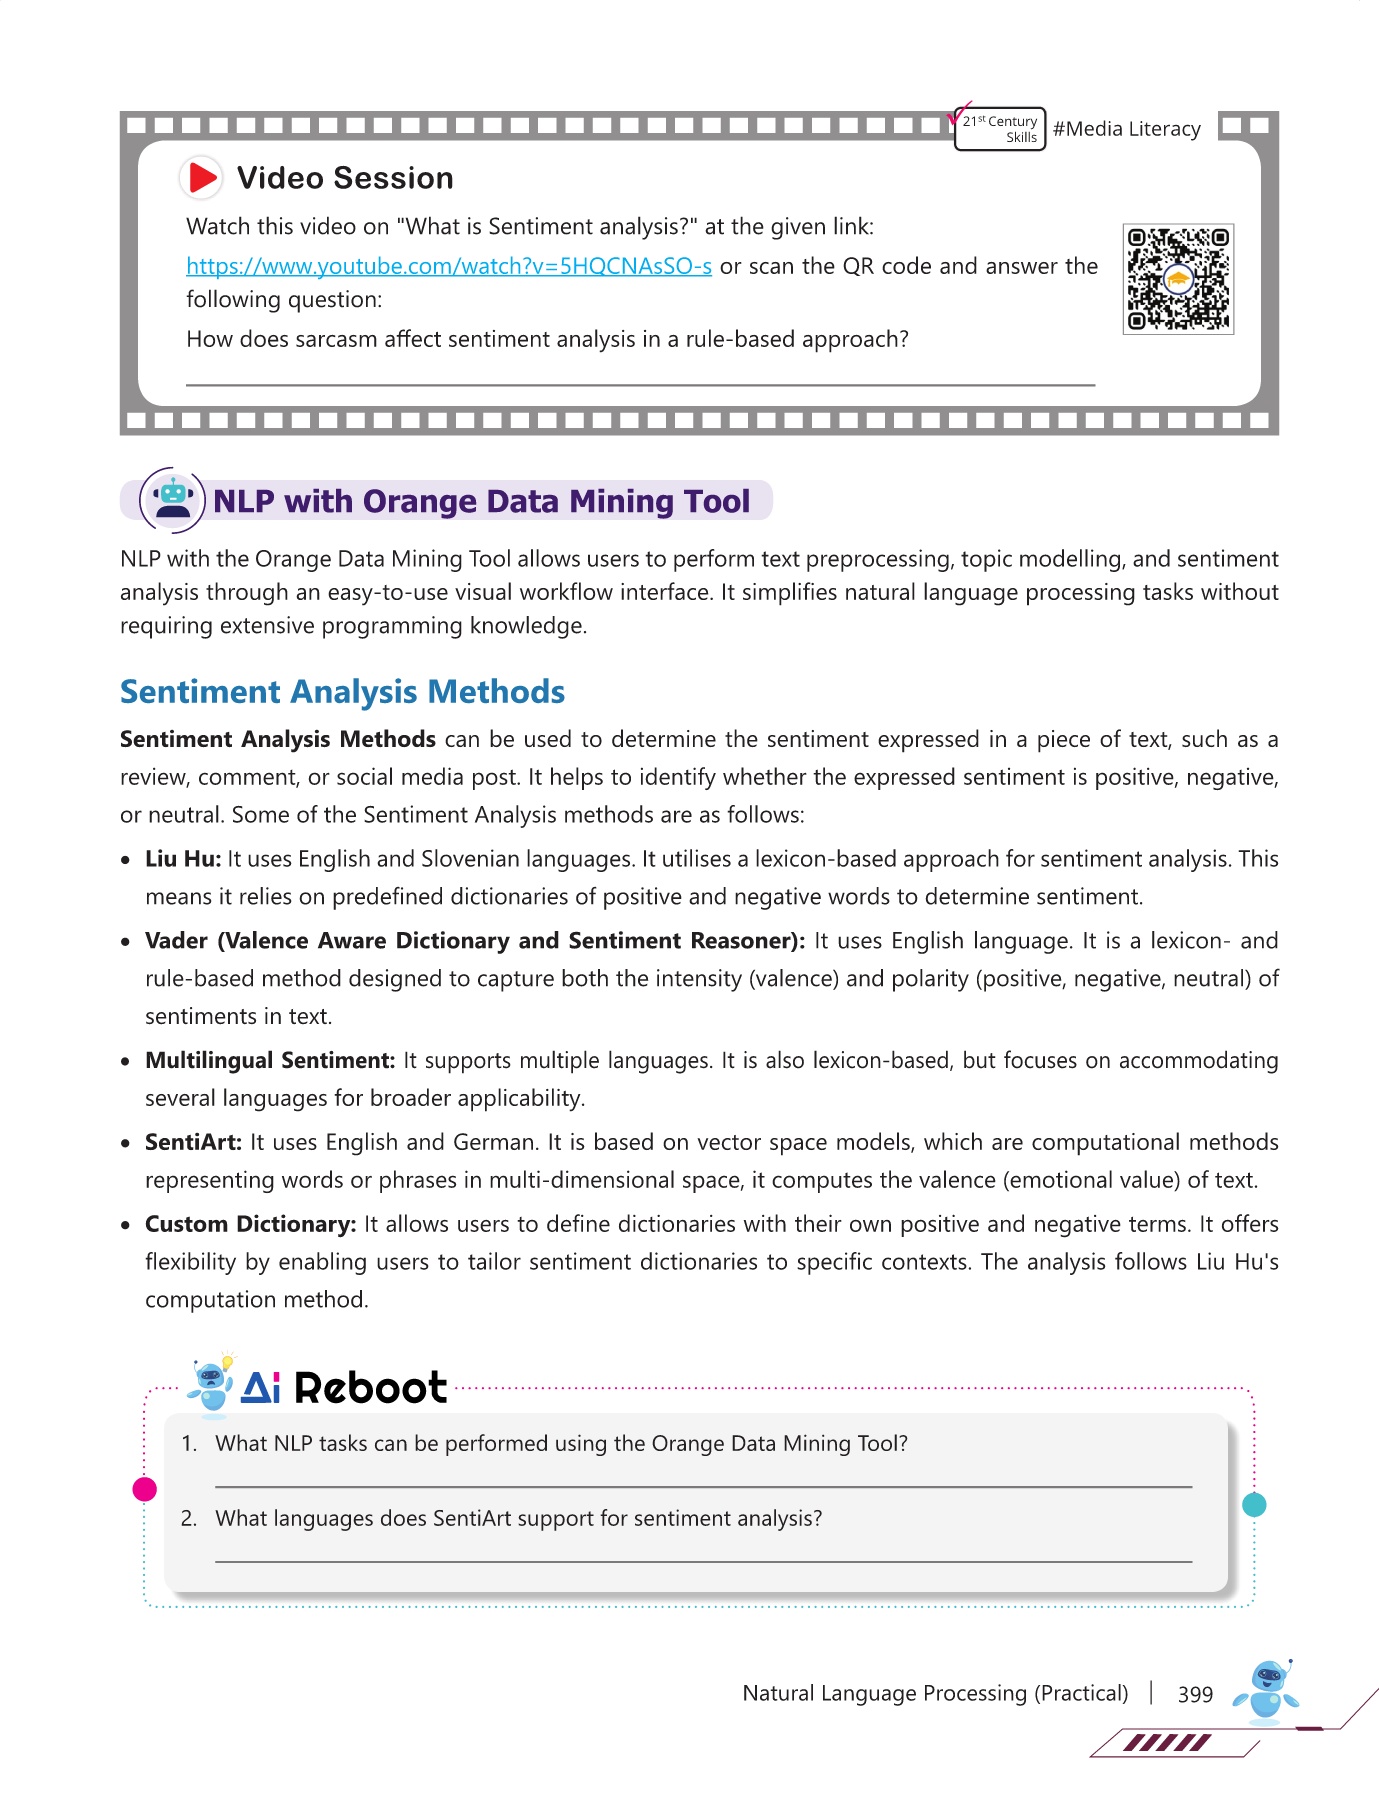 21st Century
Skills
#Media Literacy
Video Session
Watch this video on "What is Sentiment analysis?" at the given link:
https://www.youtube.com/watch?v=5HQCNAsSO-s or scan the QR code and answer the
following question:
How does sarcasm affect sentiment analysis in a rule-based approach?
NLP with Orange Data Mining Tool
NLP with the Orange Data Mining Tool allows users to perform text preprocessing, topic modelling, and sentiment
analysis through an easy-to-use visual workflow interface. It simplifies natural language processing tasks without
requiring extensive programming knowledge.
Sentiment Analysis Methods
Sentiment Analysis Methods can be used to determine the sentiment expressed in a piece of text, such as a
review, comment, or social media post. It helps to identify whether the expressed sentiment is positive, negative,
or neutral. Some of the Sentiment Analysis methods are as follows:
• Liu Hu: It uses English and Slovenian languages. It utilises a lexicon-based approach for sentiment analysis. This
means it relies on predefined dictionaries of positive and negative words to determine sentiment.
• Vader (Valence Aware Dictionary and Sentiment Reasoner): It uses English language. It is a lexicon- and
rule-based method designed to capture both the intensity (valence) and polarity (positive, negative, neutral) of
sentiments in text.
• Multilingual Sentiment: It supports multiple languages. It is also lexicon-based, but focuses on accommodating
several languages for broader applicability.
• SentiArt: It uses English and German. It is based on vector space models, which are computational methods
representing words or phrases in multi-dimensional space, it computes the valence (emotional value) of text.
• Custom Dictionary: It allows users to define dictionaries with their own positive and negative terms. It offers
flexibility by enabling users to tailor sentiment dictionaries to specific contexts. The analysis follows Liu Hu's
computation method.
Ai Reboot
1. What NLP tasks can be performed using the Orange Data Mining Tool?
2. What languages does SentiArt support for sentiment analysis?
Natural Language Processing (Practical) | 399